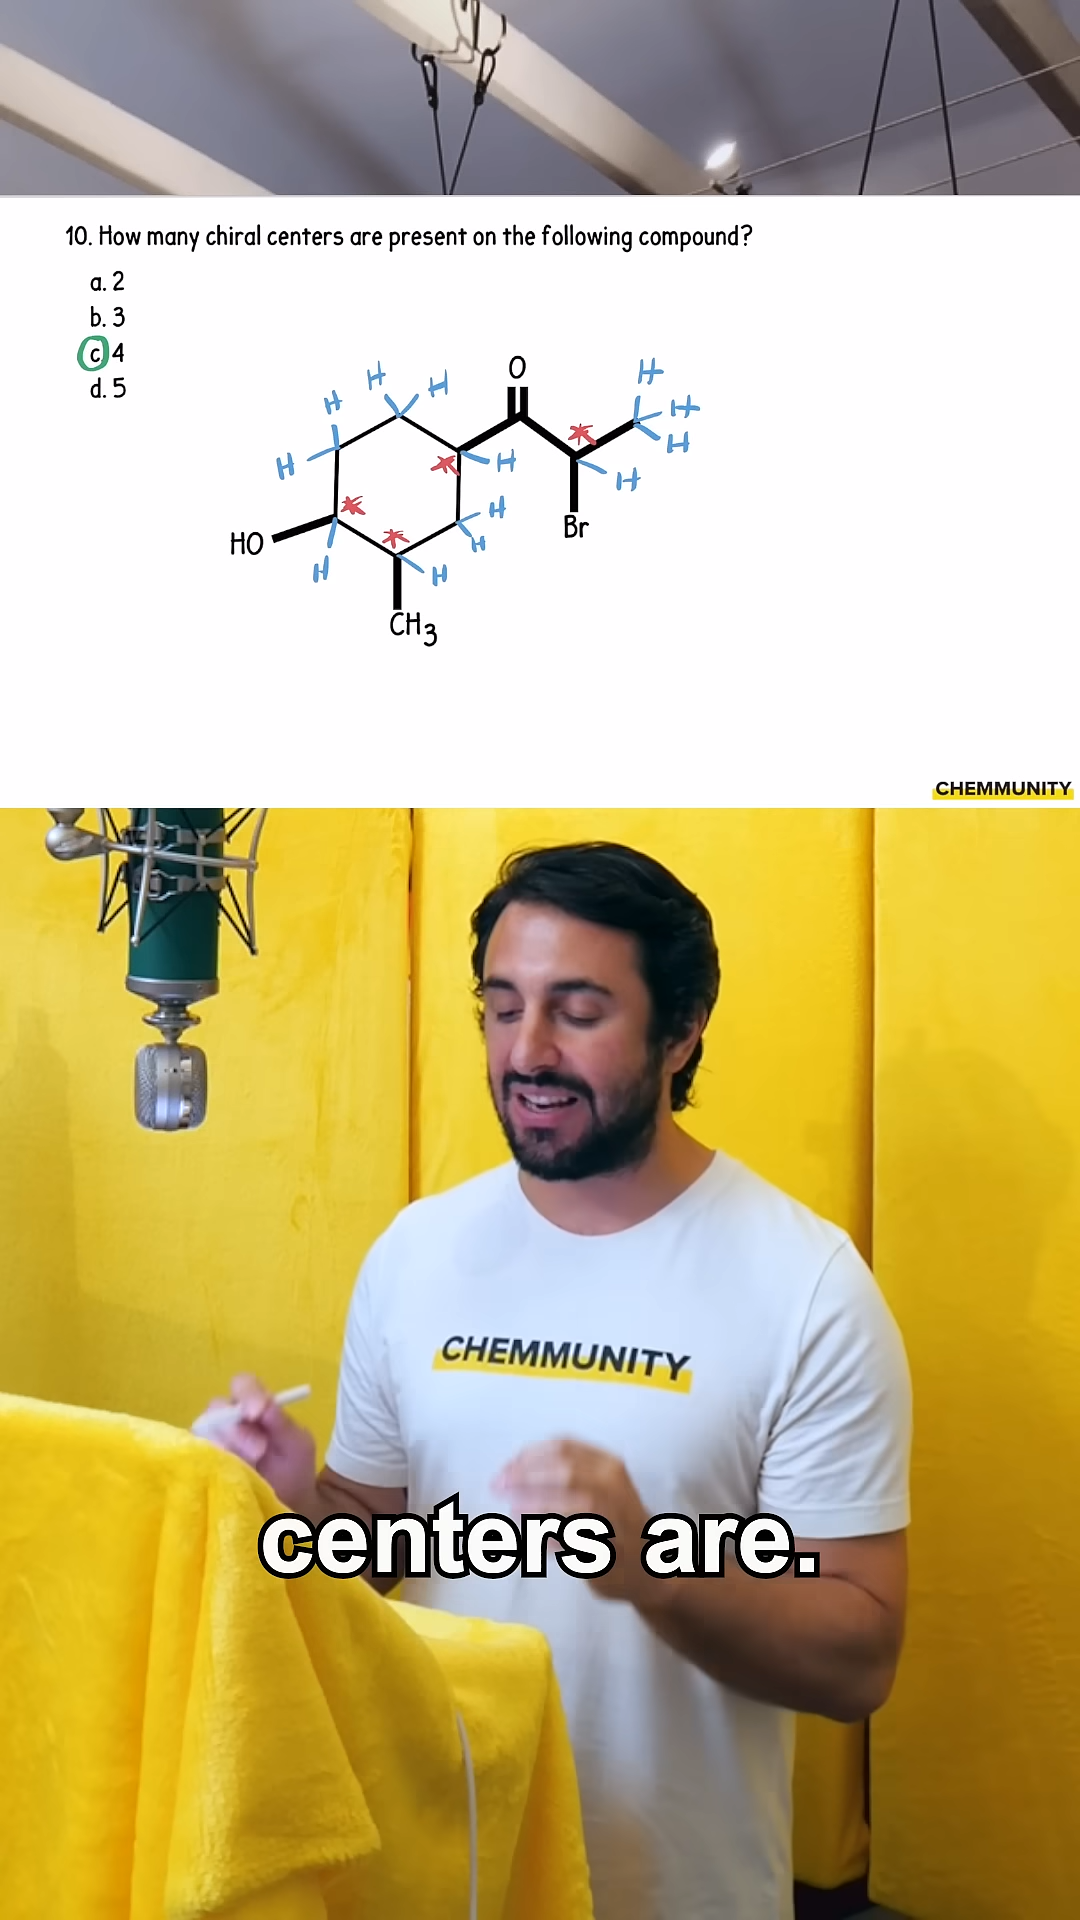 10. How many chiral centers are present on the following compound?
a. 2
b. 3
c 4
d. 5
O
H
H
H
H
H
H
H
H
H
H
H
Br
HO
H
H
H
CH3
CHEMMUNITY
CHEMMUNITY
centers are.